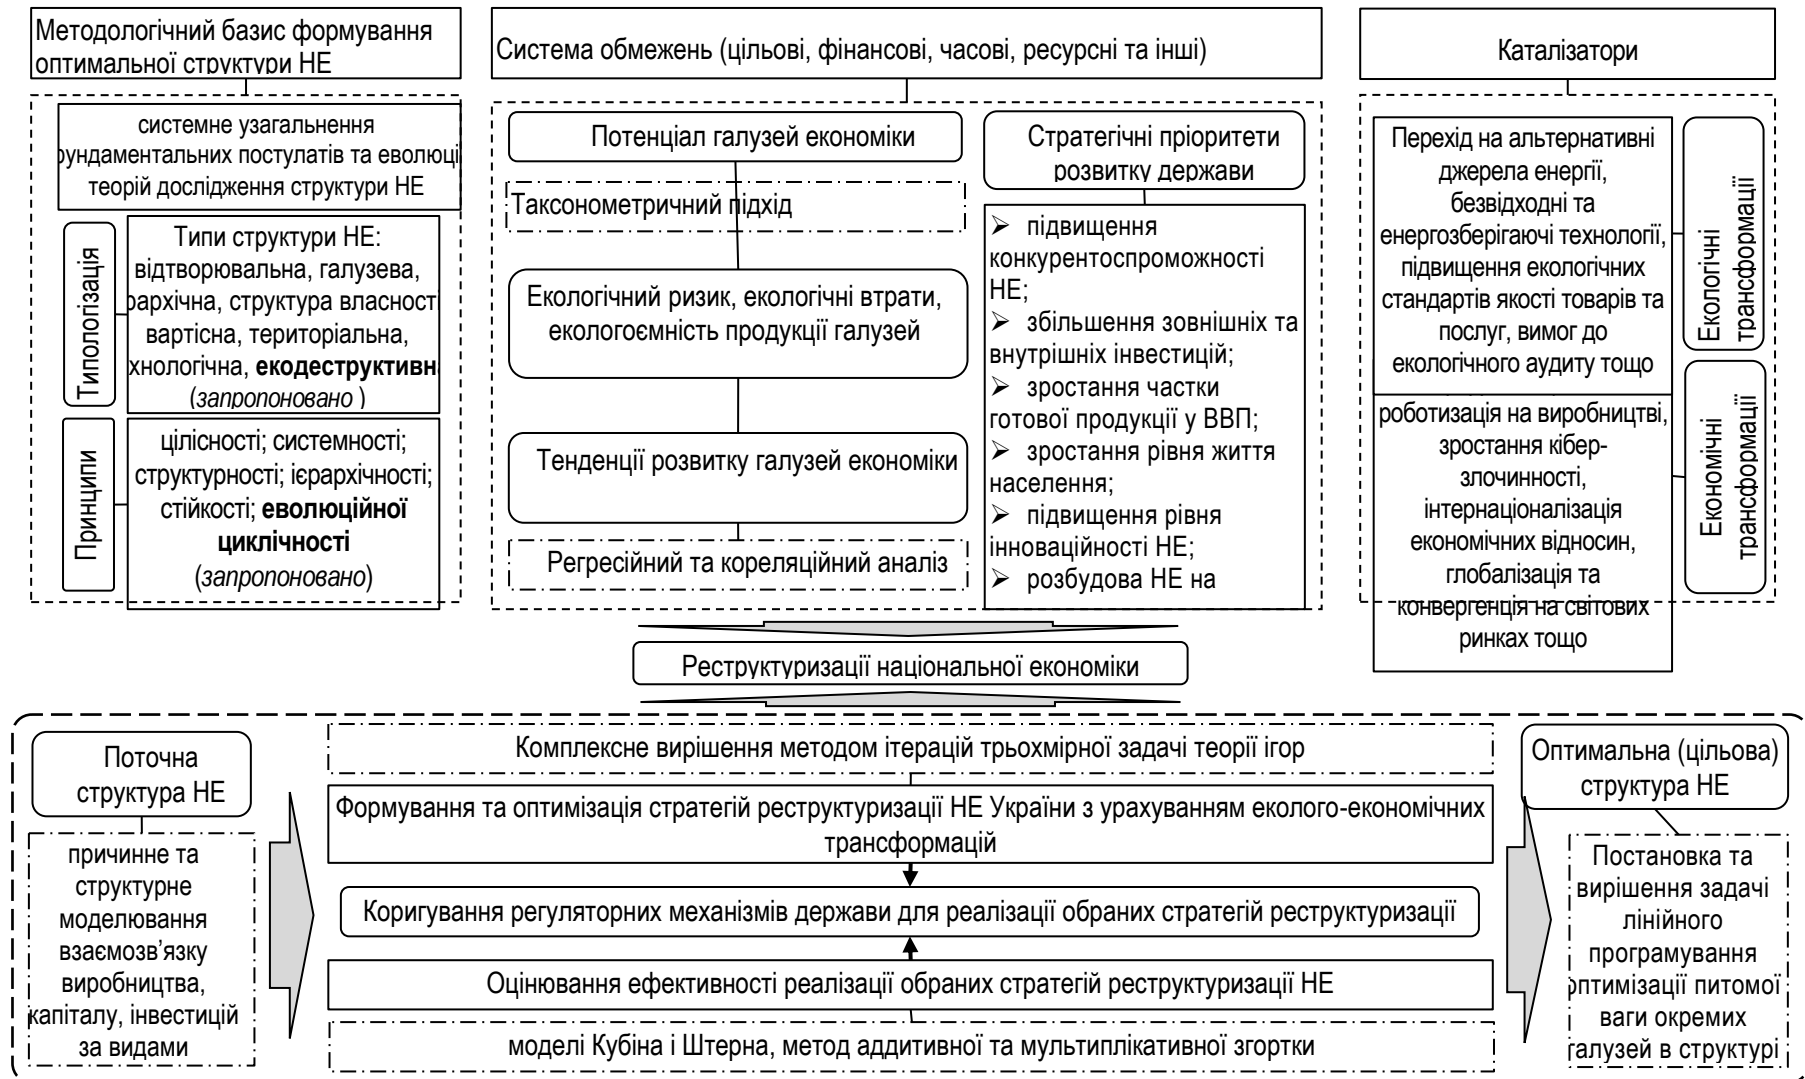 Методологічний базис формування
оптимальної структури НЕ
системне узагальнення
фундаментальних постулатів та еволюці
теорій дослідження структури НЕ
Типологізація
Типи структури НЕ:
відтворювальна, галузева,
рархічна, структура власності
вартісна, територіальна,
хнологічна, екодеструктивна
(запропоновано )
Принципи
цілісності; системності;
структурності; ієрархічності;
стійкості; еволюційної
циклічності
(запропоновано)
Система обмежень (цільові, фінансові, часові, ресурсні та інші)
Потенціал галузей економіки
Таксонометричний підхід
Екологічний ризик, екологічні втрати,
екологоємність продукції галузей
Тенденції розвитку галузей економіки
Регресійний та кореляційний аналіз
Стратегічні пріоритети
розвитку держави
➢ підвищення
конкурентоспроможності
НЕ;
➢ збільшення зовнішніх та
внутрішніх інвестицій;
➢ зростання частки
готової продукції у ВВП;
➢ зростання рівня життя
населення;
➢ підвищення рівня
інноваційності НЕ;
➢ розбудова НЕ на
Каталізатори
Перехід на альтернативні
джерела енергії,
безвідходні та
енергозберігаючі технології,
підвищення екологічних
стандартів якості товарів та
послуг, вимог до
екологічного аудиту тощо
Екологічні
трансформації
роботизація на виробництві,
зростання кібер-
злочинності,
інтернаціоналізація
економічних відносин,
глобалізація та
конвергенція на світових
ринках тощо
Економічні
трансформації
Реструктуризації національної економіки
Поточна
структура НЕ
причинне та
структурне
моделювання
взаємозв’язку
виробництва,
капіталу, інвестицій
за видами
Комплексне вирішення методом ітерацій трьохмірної задачі теорії ігор
Формування та оптимізація стратегій реструктуризації НЕ України з урахуванням еколого-економічних
трансформацій
Коригування регуляторних механізмів держави для реалізації обраних стратегій реструктуризації
Оцінювання ефективності реалізації обраних стратегій реструктуризації НЕ
моделі Кубіна і Штерна, метод аддитивної та мультиплікативної згортки
Оптимальна (цільова)
структура НЕ
Постановка та
вирішення задачі
лінійного
програмування
оптимізації питомої
ваги окремих
галузей в структурі